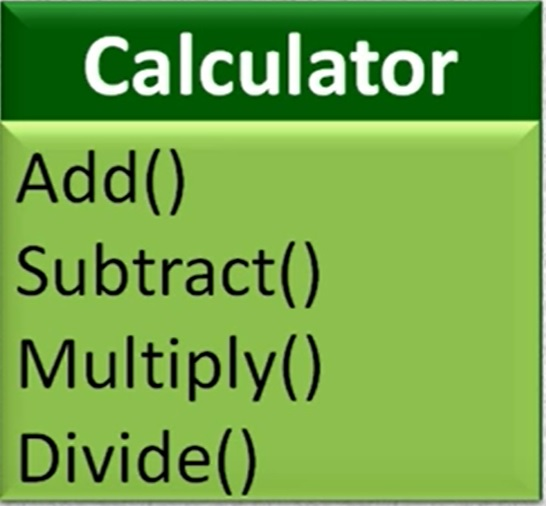 Calculator
Add()
Subtract()
Multiply()
Divide()